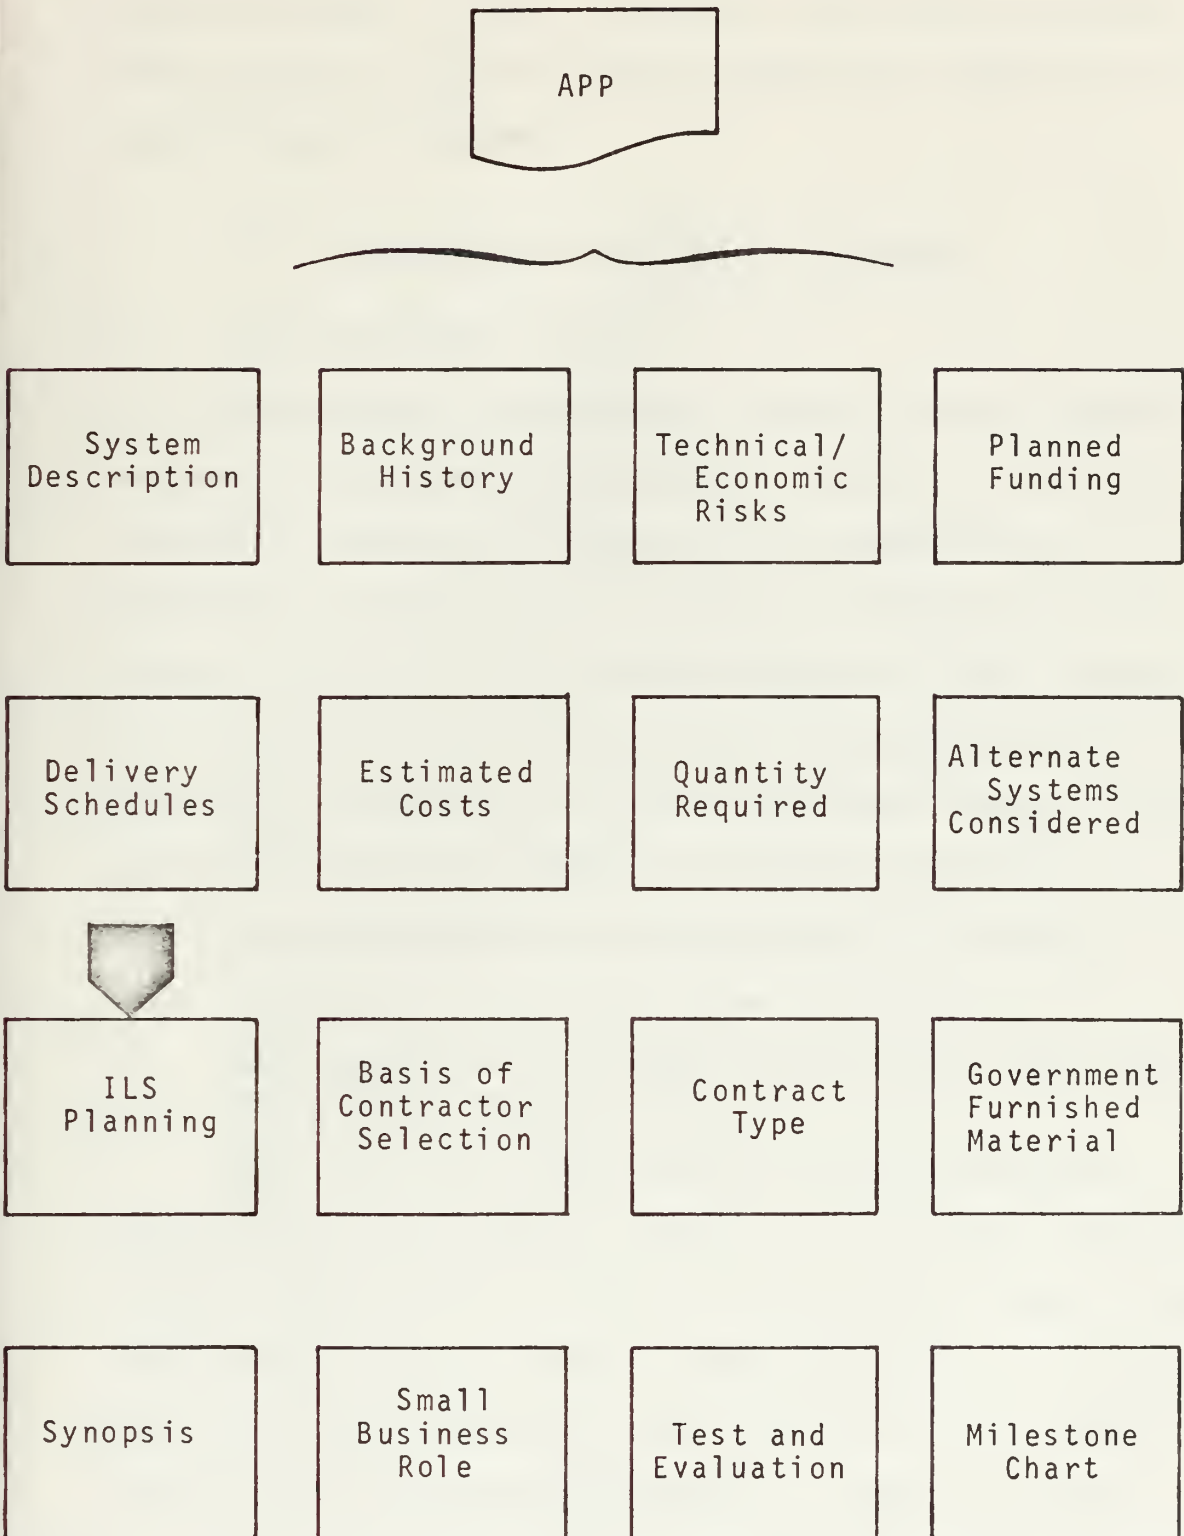 APP
System
Description
Background
History
Technical/
Economic
Risks
Planned
Funding
Delivery
Schedules
Estimated
Costs
Quantity
Required
Alternate
Systems
Considered
ILS
Planning
Basis of
Contractor
Selection
Contract
Type
Government
Furnished
Material
Synopsis
Small
Business
Role
Test and
Evaluation
Milestone
Chart